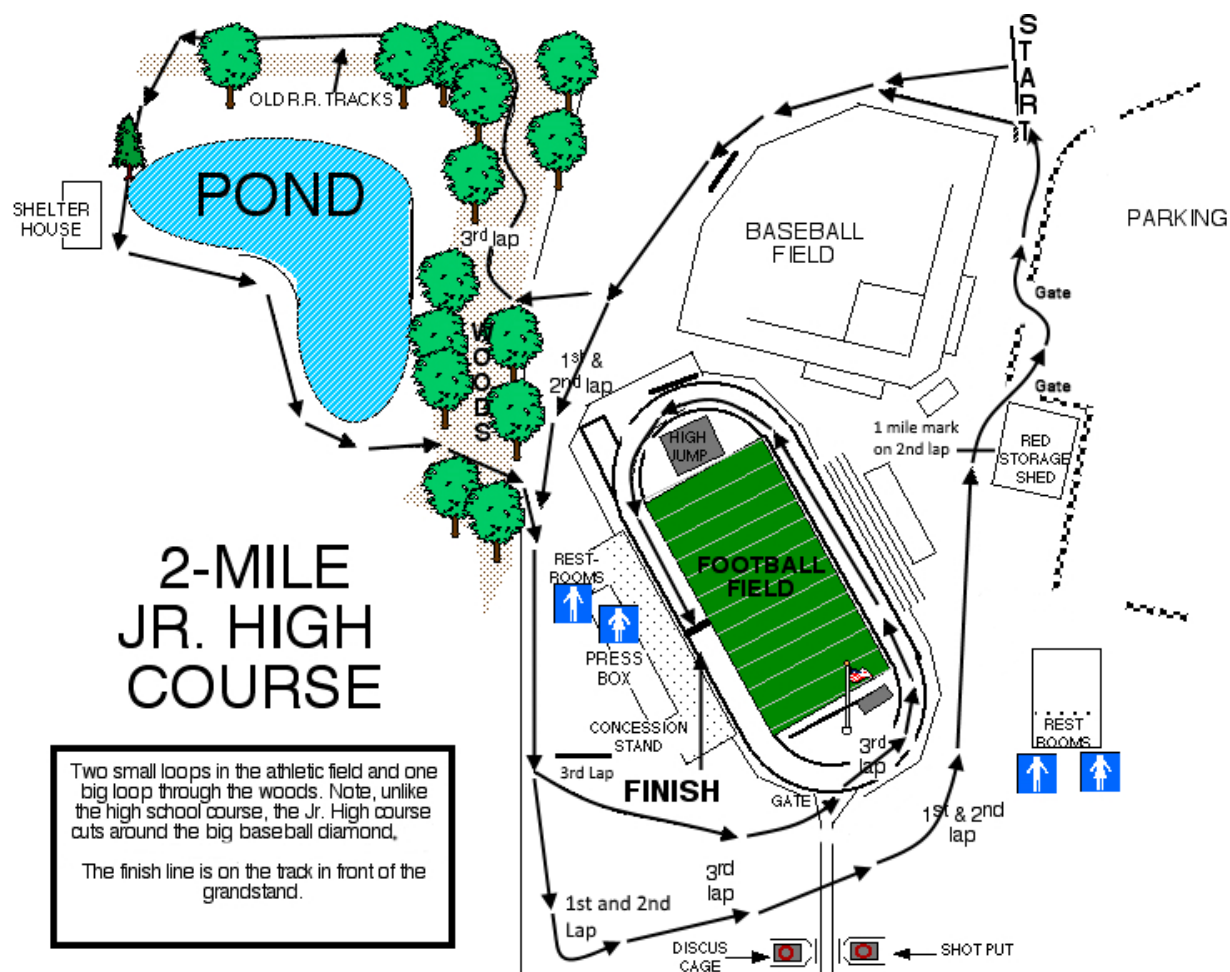 START
OLD R.R. TRACKS
POND
SHELTER
HOUSE
3rd lap
BASEBALL
FIELD
PARKING
Gate
WOODS
1st &
2nd lap
Gate
1 mile mark
on 2nd lap
RED
STORAGE
SHED
HIGH
JUMP
FOOTBALL
FIELD
2-MILE
JR. HIGH
COURSE
REST-
ROOMS
PRESS
BOX
CONCESSION
STAND
3rd Lap
FINISH
GATE
3rd
lap
REST
ROOMS
1st & 2nd
lap
Two small loops in the athletic field and one
big loop through the woods. Note, unlike
the high school course, the Jr. High course
cuts around the big baseball diamond.
The finish line is on the track in front of the
grandstand.
3rd
lap
1st and 2nd
Lap
DISCUS
CAGE
SHOT PUT